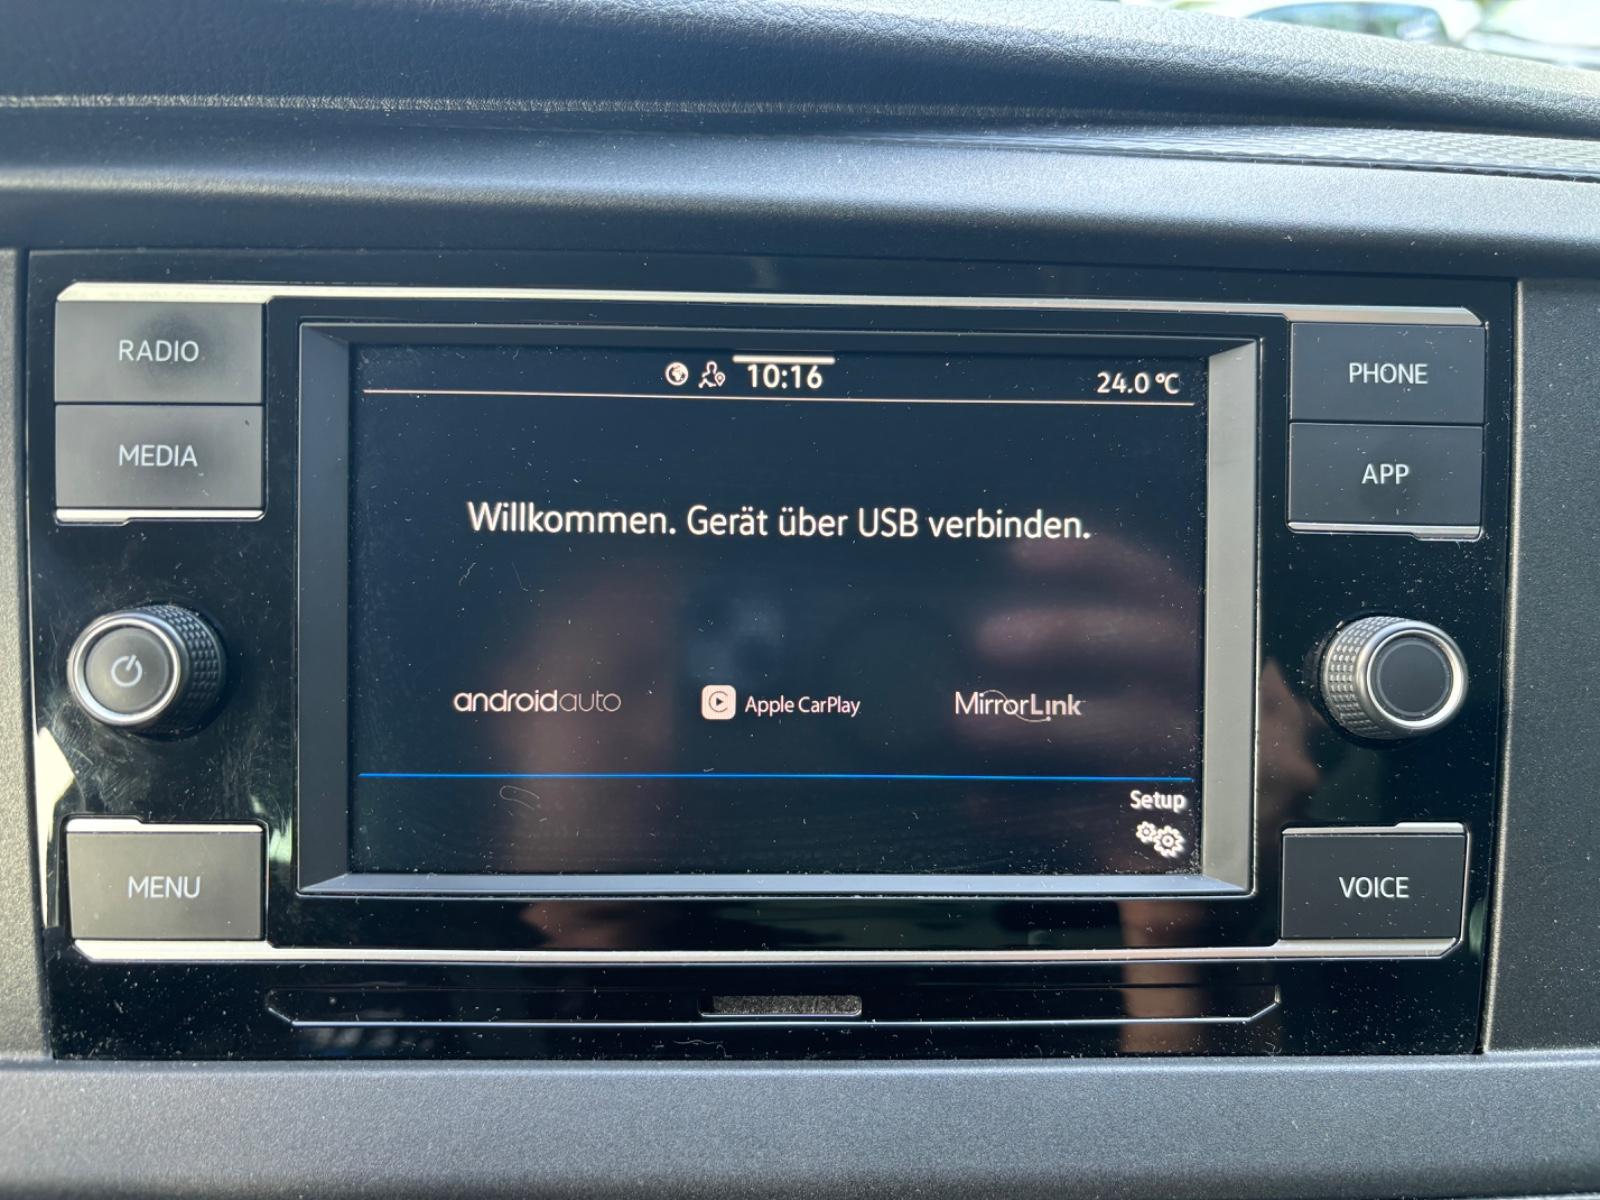 RADIO
MEDIA
MENU
10:16
24.0 °C
Willkommen. Gerät über USB verbinden.
androidauto
Apple CarPlay
MirrorLink
Setup
PHONE
APP
VOICE